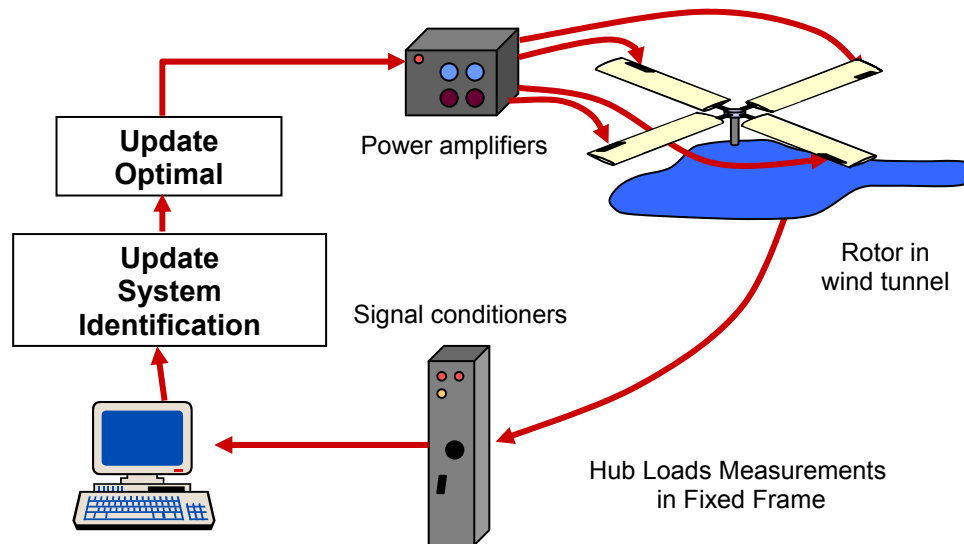 Update
Optimal
Power amplifiers
Update
System
Identification
Rotor in
wind tunnel
Signal conditioners
Hub Loads Measurements
in Fixed Frame